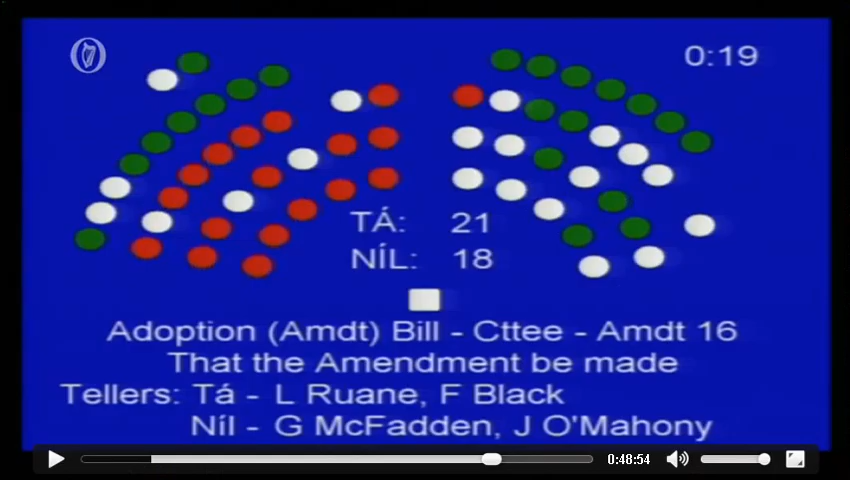 0:19
TÁ: 21
NÍL: 18
Adoption (Amdt) Bill - Cttee - Amdt 16
That the Amendment be made
Tellers: Tá - L Ruane, F Black
Níl - G McFadden, J O'Mahony
0:48:54